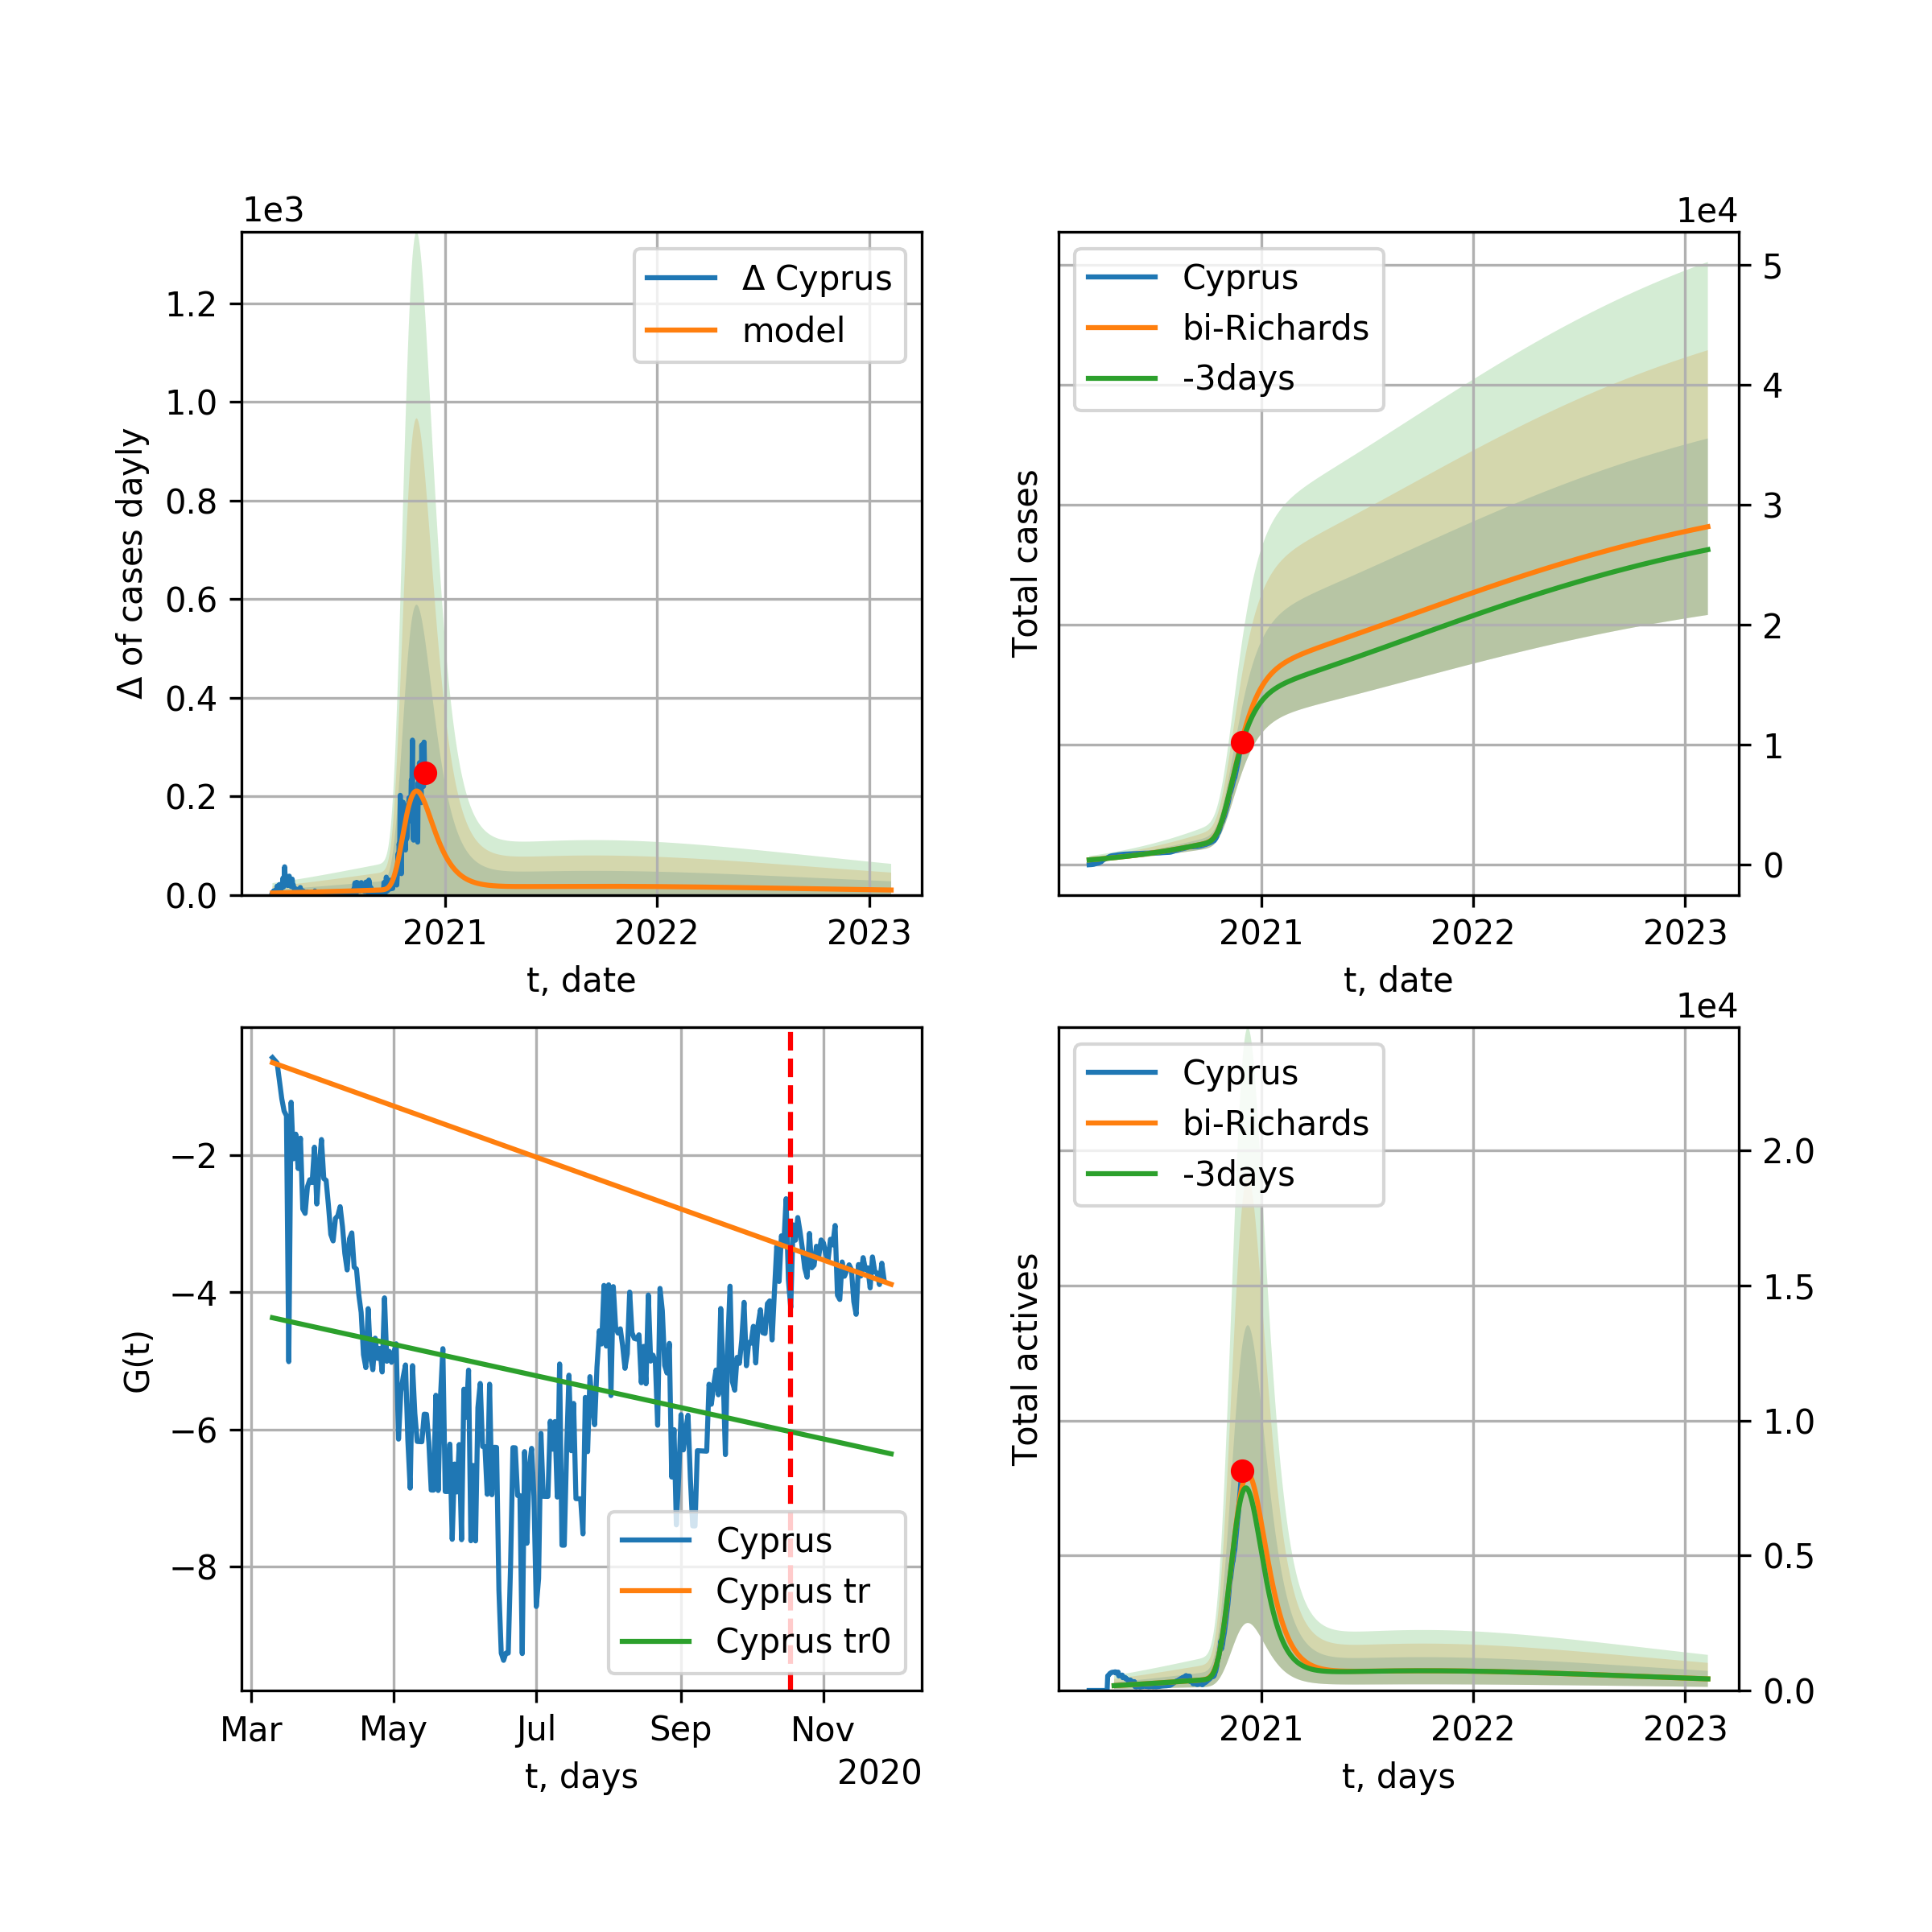 1e3
Δ of cases dayly
1.2
1.0
0.8
0.6
0.4
0.2
0.0
Δ Cyprus
model
2021 2022 2023
t, date
1e4
Total cases
Cyprus
bi-Richards
-3days
5
4
3
2
1
0
2021 2022 2023
t, date
G(t)
−2
−4
−6
−8
Cyprus
Cyprus tr
Cyprus tr0
Mar May Jul Sep Nov
2020
t, days
1e4
Total actives
Cyprus
bi-Richards
-3days
2.0
1.5
1.0
0.5
0.0
2021 2022 2023
t, days